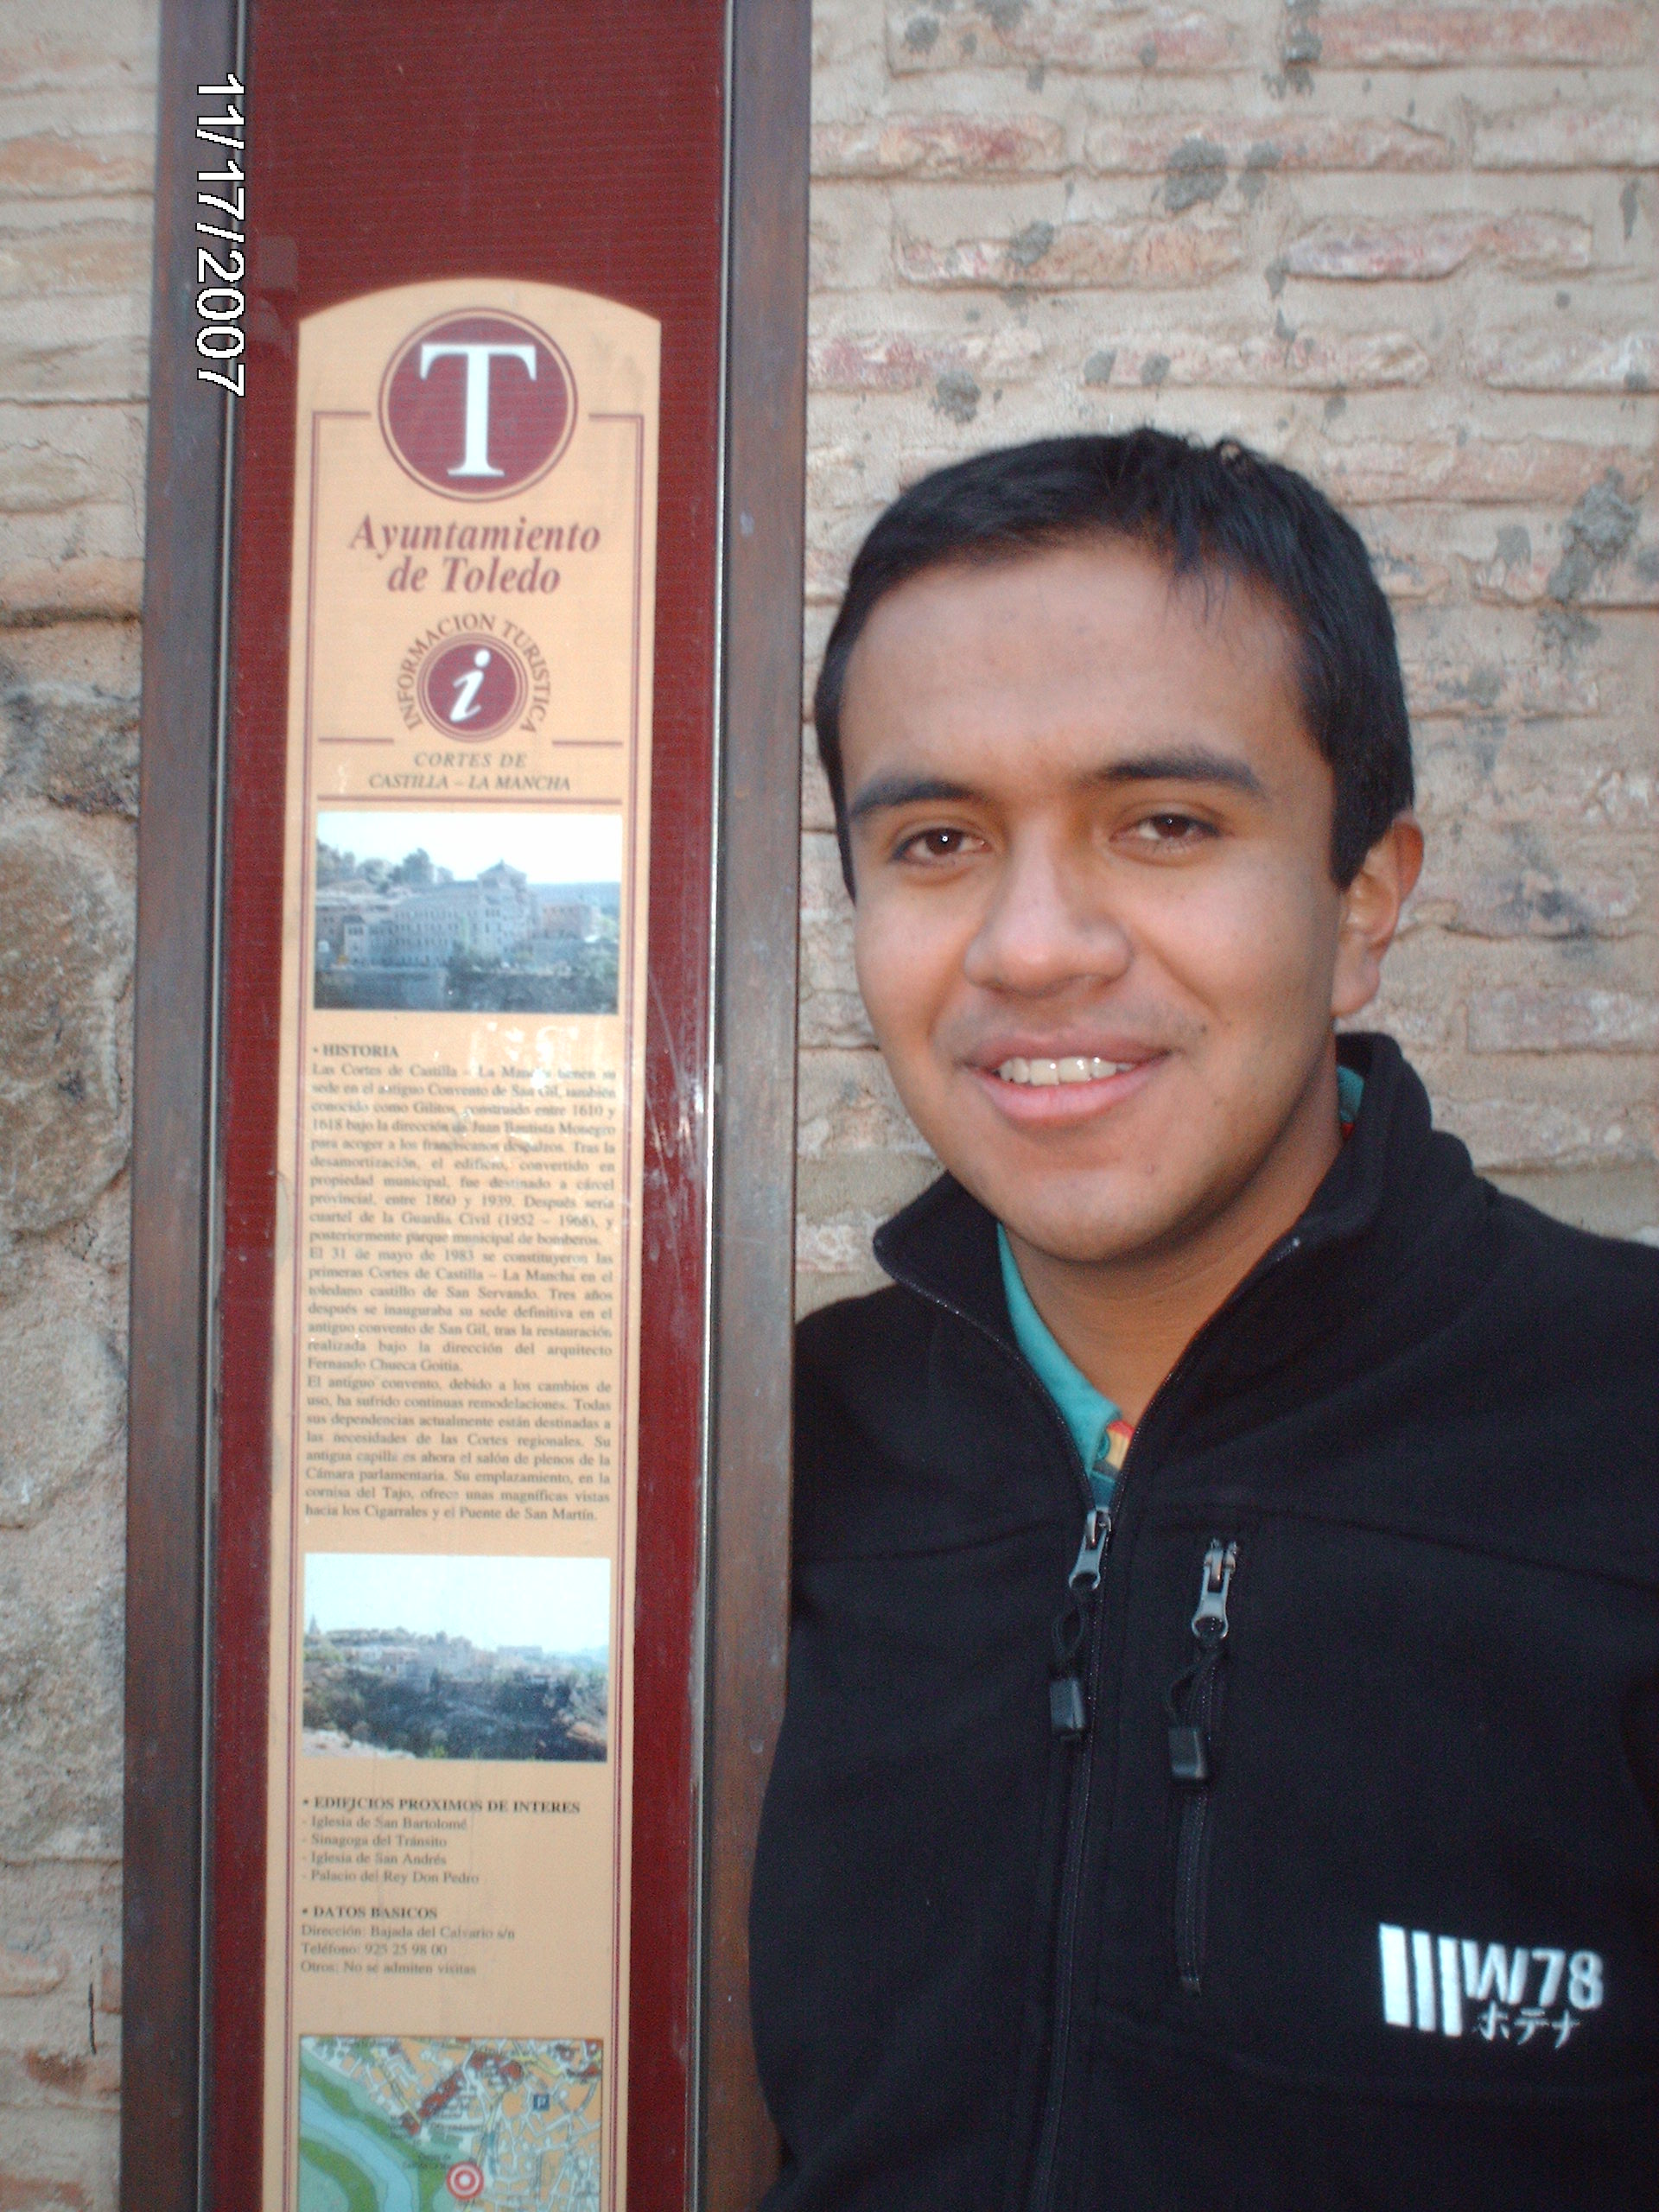 11/17/2007
T
Ayuntamiento
de Toledo
INFORMACION TURISTICA
i
CORTES DE
CASTILLA – LA MANCHA
• HISTORIA
Las Cortes de Castilla – La Mancha tienen su
sede en el antiguo Convento de San Gil, también
conocido como Gilitos, construido entre 1610 y
1618 bajo la dirección de Juan Bautista Monegro
para acoger a los franciscanos descalzos. Tras la
desamortización, el edificio, convertido en
propiedad municipal, fue destinado a cárcel
provincial, entre 1860 y 1939. Después sería
cuartel de la Guardia Civil (1952 – 1968), y
posteriormente parque municipal de bomberos.
El 31 de mayo de 1983 se constituyeron las
primeras Cortes de Castilla – La Mancha en el
toledano castillo de San Servando. Tres años
después se inauguraba su sede definitiva en el
antiguo convento de San Gil, tras la restauración
realizada bajo la dirección del arquitecto
Fernando Chueca Goitia.
El antiguo convento, debido a los cambios de
uso, ha sufrido continuas remodelaciones. Todas
sus dependencias actualmente están destinadas a
las necesidades de las Cortes regionales. Su
antigua capilla es ahora el salón de plenos de la
Cámara parlamentaria. Su emplazamiento, en la
cornisa del Tajo, ofrece unas magníficas vistas
hacia los Cigarrales y el Puente de San Martín.
• EDIFICIOS PROXIMOS DE INTERES
- Iglesia de San Bartolomé
- Sinagoga del Tránsito
- Iglesia de San Andrés
- Palacio del Rey Don Pedro
• DATOS BASICOS
Dirección: Bajada del Calvario s/n
Teléfono: 925 25 98 00
Otros: No se admiten visitas
P
W78
ホテナ